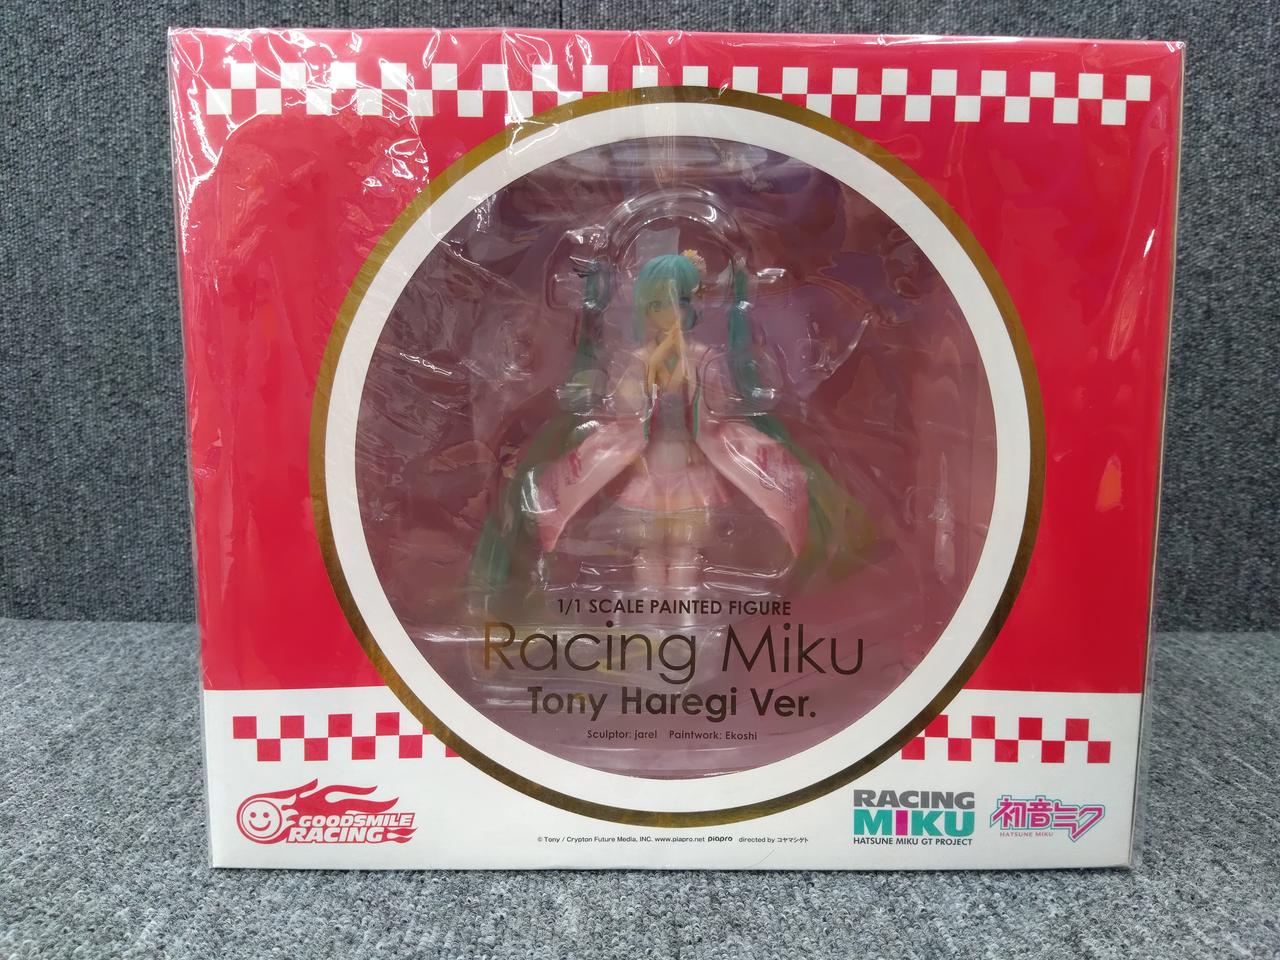 1/1 SCALE PAINTED FIGURE
Racing Miku
Tony Haregi Ver.
Sculptor: jarel Paintwork: Ekoshi
GOODSMILE
RACING
© Tony / Crypton Future Media, INC. www.piapro.net piapro directed by コヤマシゲト
RACING
MIKU
HATSUNE MIKU GT PROJECT
初音ミク
HATSUNE MIKU